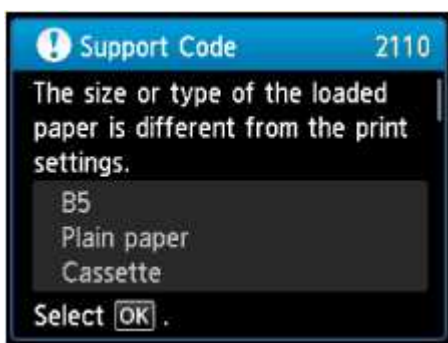 Support Code 2110
The size or type of the loaded
paper is different from the print
settings.
B5
Plain paper
Cassette
Select OK .